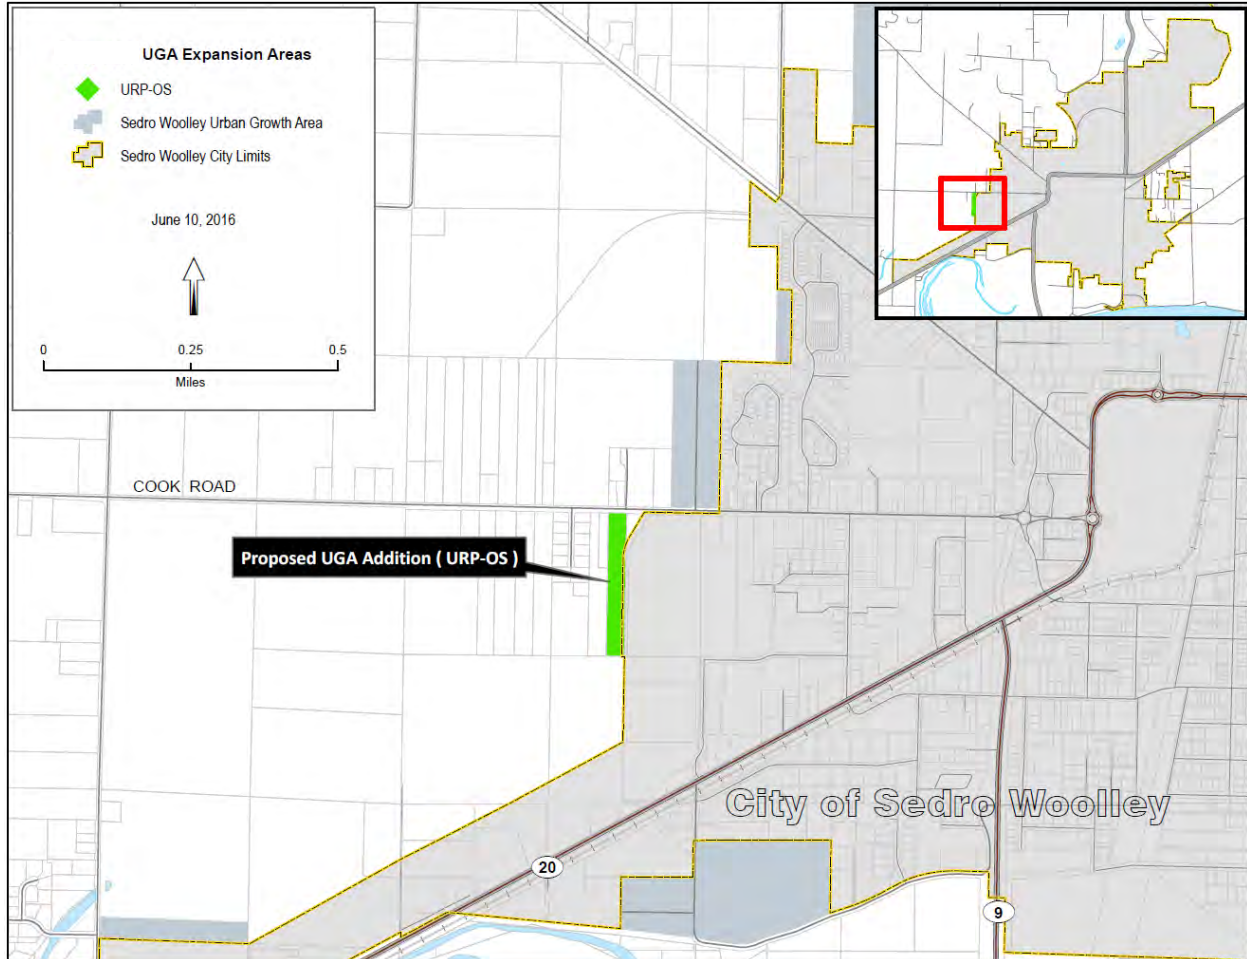 UGA Expansion Areas
URP-OS
Sedro Woolley Urban Growth Area
Sedro Woolley City Limits
June 10, 2016
0 0.25 0.5
Miles
COOK ROAD
Proposed UGA Addition ( URP-OS )
City of Sedro Woolley
20
9